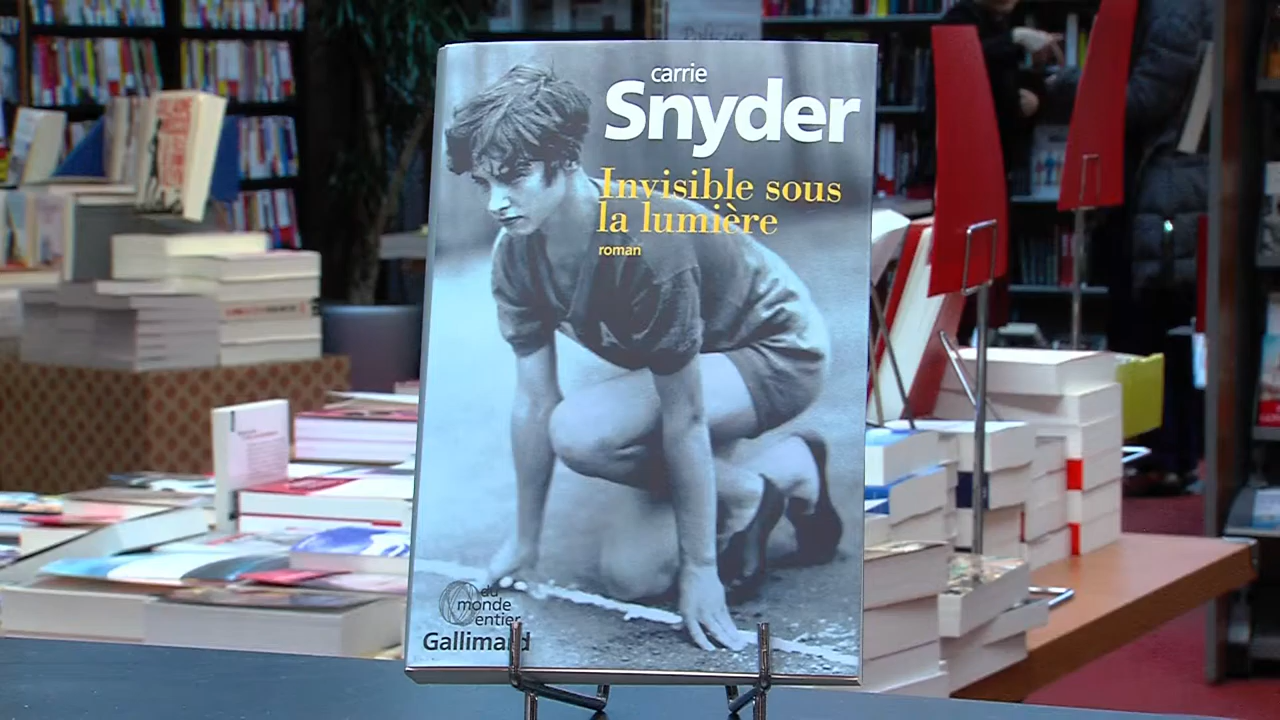 carrie
Snyder
Invisible sous
la lumière
roman
du
monde
entier
Gallimard